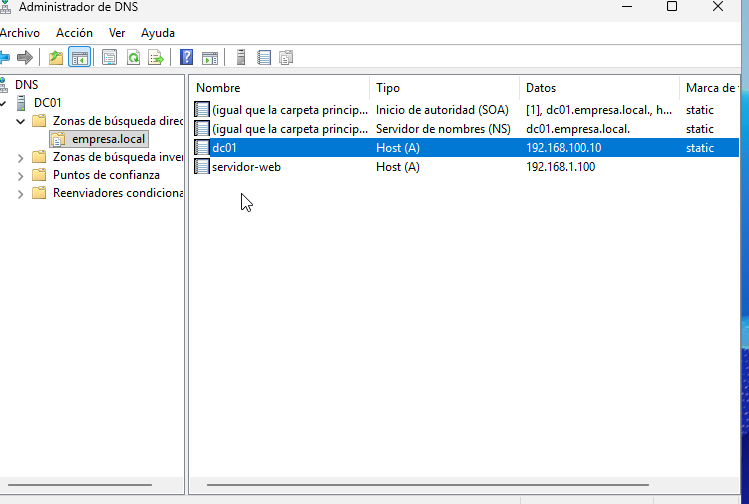 Administrador de DNS
Archivo Acción Ver Ayuda
DNS
DC01
Zonas de búsqueda direc
empresa.local
Zonas de búsqueda inver
Puntos de confianza
Reenviadores condiciona
Nombre Tipo Datos Marca de
(igual que la carpeta princip... Inicio de autoridad (SOA) [1], dc01.empresa.local., h... static
(igual que la carpeta princip... Servidor de nombres (NS) dc01.empresa.local. static
dc01 Host (A) 192.168.100.10 static
servidor-web Host (A) 192.168.1.100